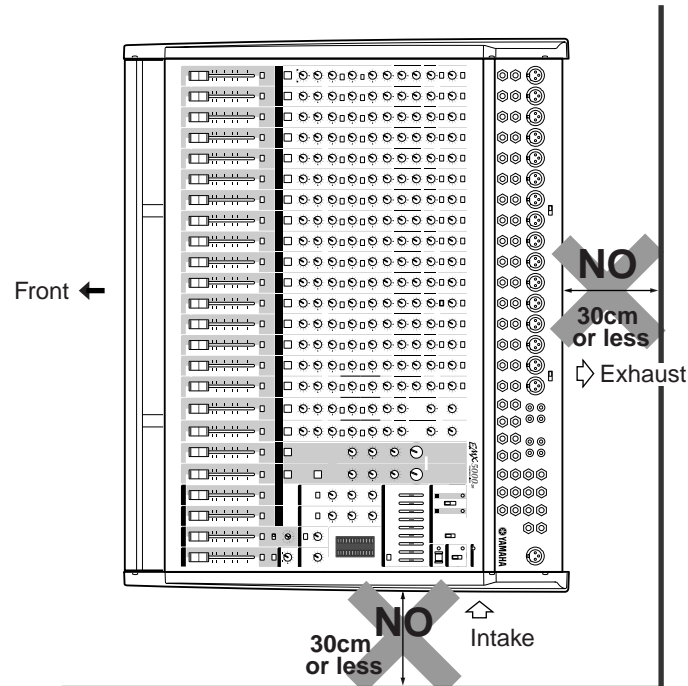 Front
NO
30cm
or less
Exhaust
EMX5000
YAMAHA
NO
30cm
or less
Intake